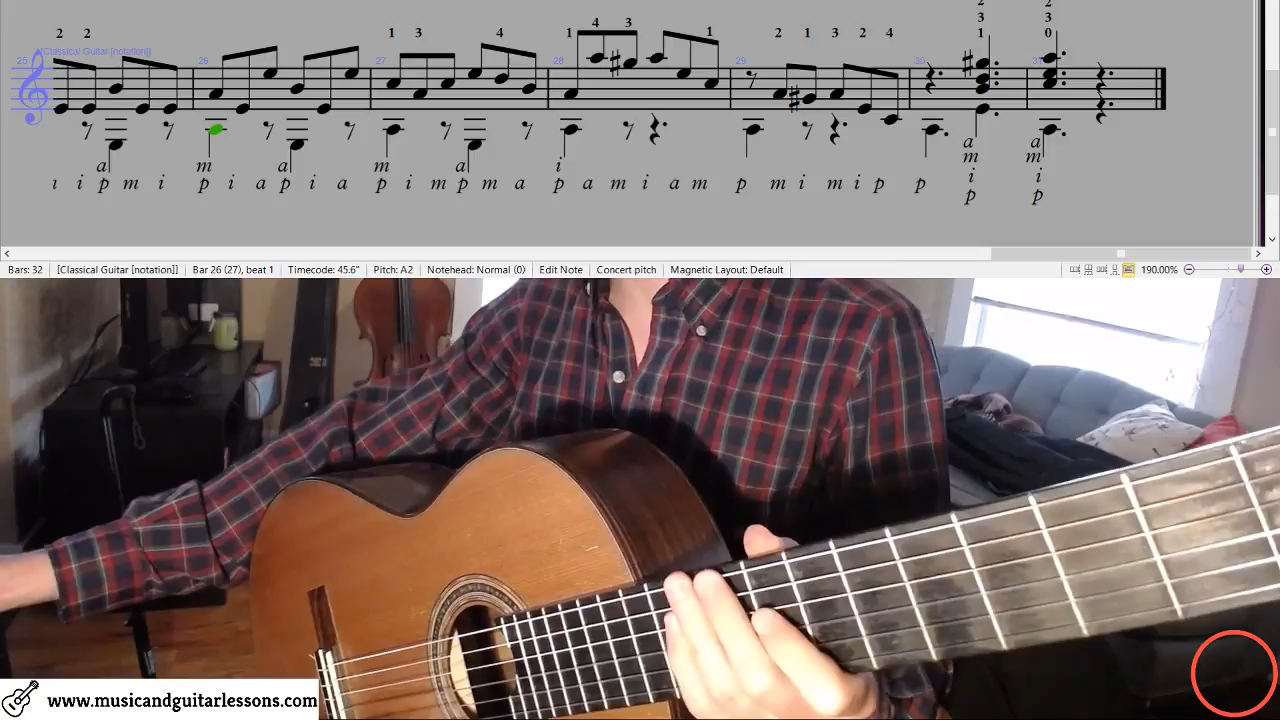 2 2 1 3 4 1 4 3 1 2 1 3 2 4 2 3 1 2 3 0
[Classical Guitar [notation]]
25 26 27 28 29 30 31
a m a m a i a a
m m
i i p m i p i a p i a p i m p m a p a m i a m p m i m i p p i i
p p
Bars: 32 [Classical Guitar [notation]] Bar 26 (27), beat 1 Timecode: 45.6" Pitch: A2 Notehead: Normal (0) Edit Note Concert pitch Magnetic Layout: Default 190.00%
www.musicandguitarlessons.com